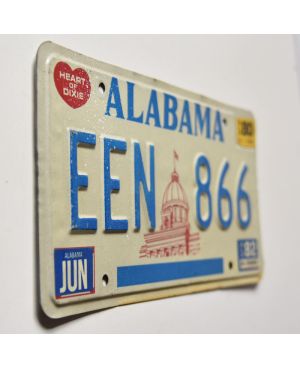 HEART
OF
DIXIE
ALABAMA
EEN 866
ALABAMA
JUN